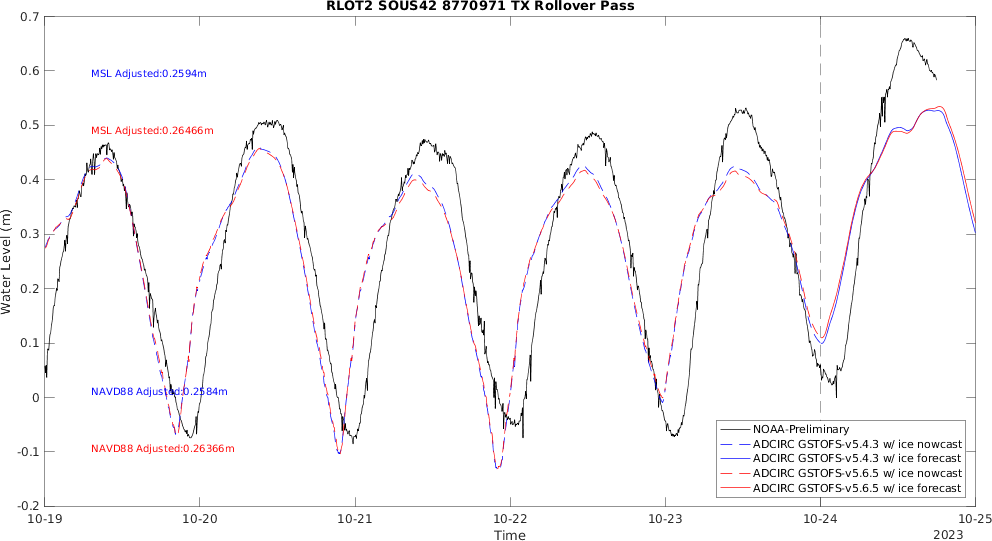 RLOT2 SOUS42 8770971 TX Rollover Pass
0.7
0.6
0.5
0.4
0.3
0.2
0.1
0
-0.1
-0.2
Water Level (m)
MSL Adjusted:0.2594m
MSL Adjusted:0.26466m
NAVD88 Adjusted:0.2584m
NAVD88 Adjusted:0.26366m
NOAA-Preliminary
ADCIRC GSTOFS-v5.4.3 w/ ice nowcast
ADCIRC GSTOFS-v5.4.3 w/ ice forecast
ADCIRC GSTOFS-v5.6.5 w/ ice nowcast
ADCIRC GSTOFS-v5.6.5 w/ ice forecast
10-19 10-20 10-21 10-22 10-23 10-24 10-25
Time
2023